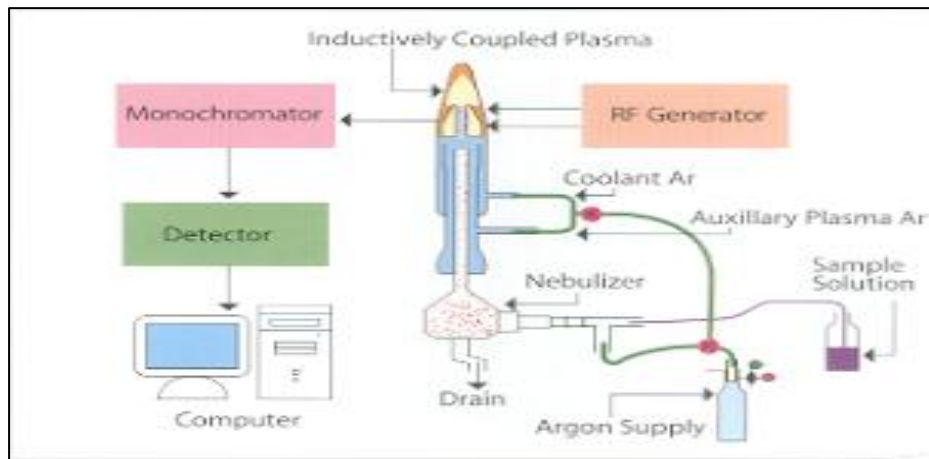 Inductively Coupled Plasma
Monochromator
RF Generator
Coolant Ar
Auxillary Plasma Ar
Detector
Sample
Solution
Nebulizer
Drain
Computer
Argon Supply